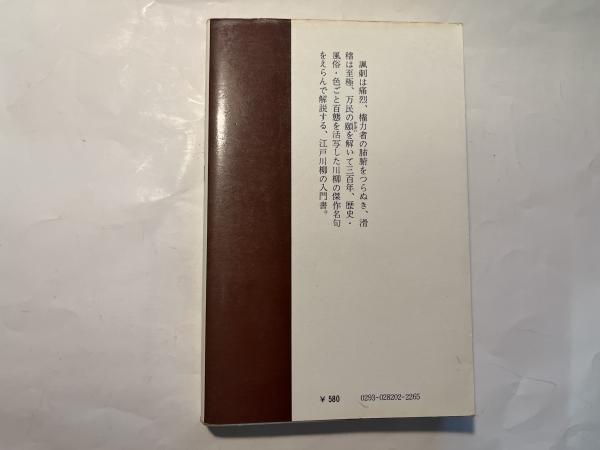 諷刺は痛烈、権力者の肺腑をつらぬき、滑
稽は至極、万民の頤を解いて三百年、歴史・
風俗・色ごと百態を活写した川柳の傑作名句
をえらんで解説する、江戸川柳の入門書。
¥580 0293-028202-2265